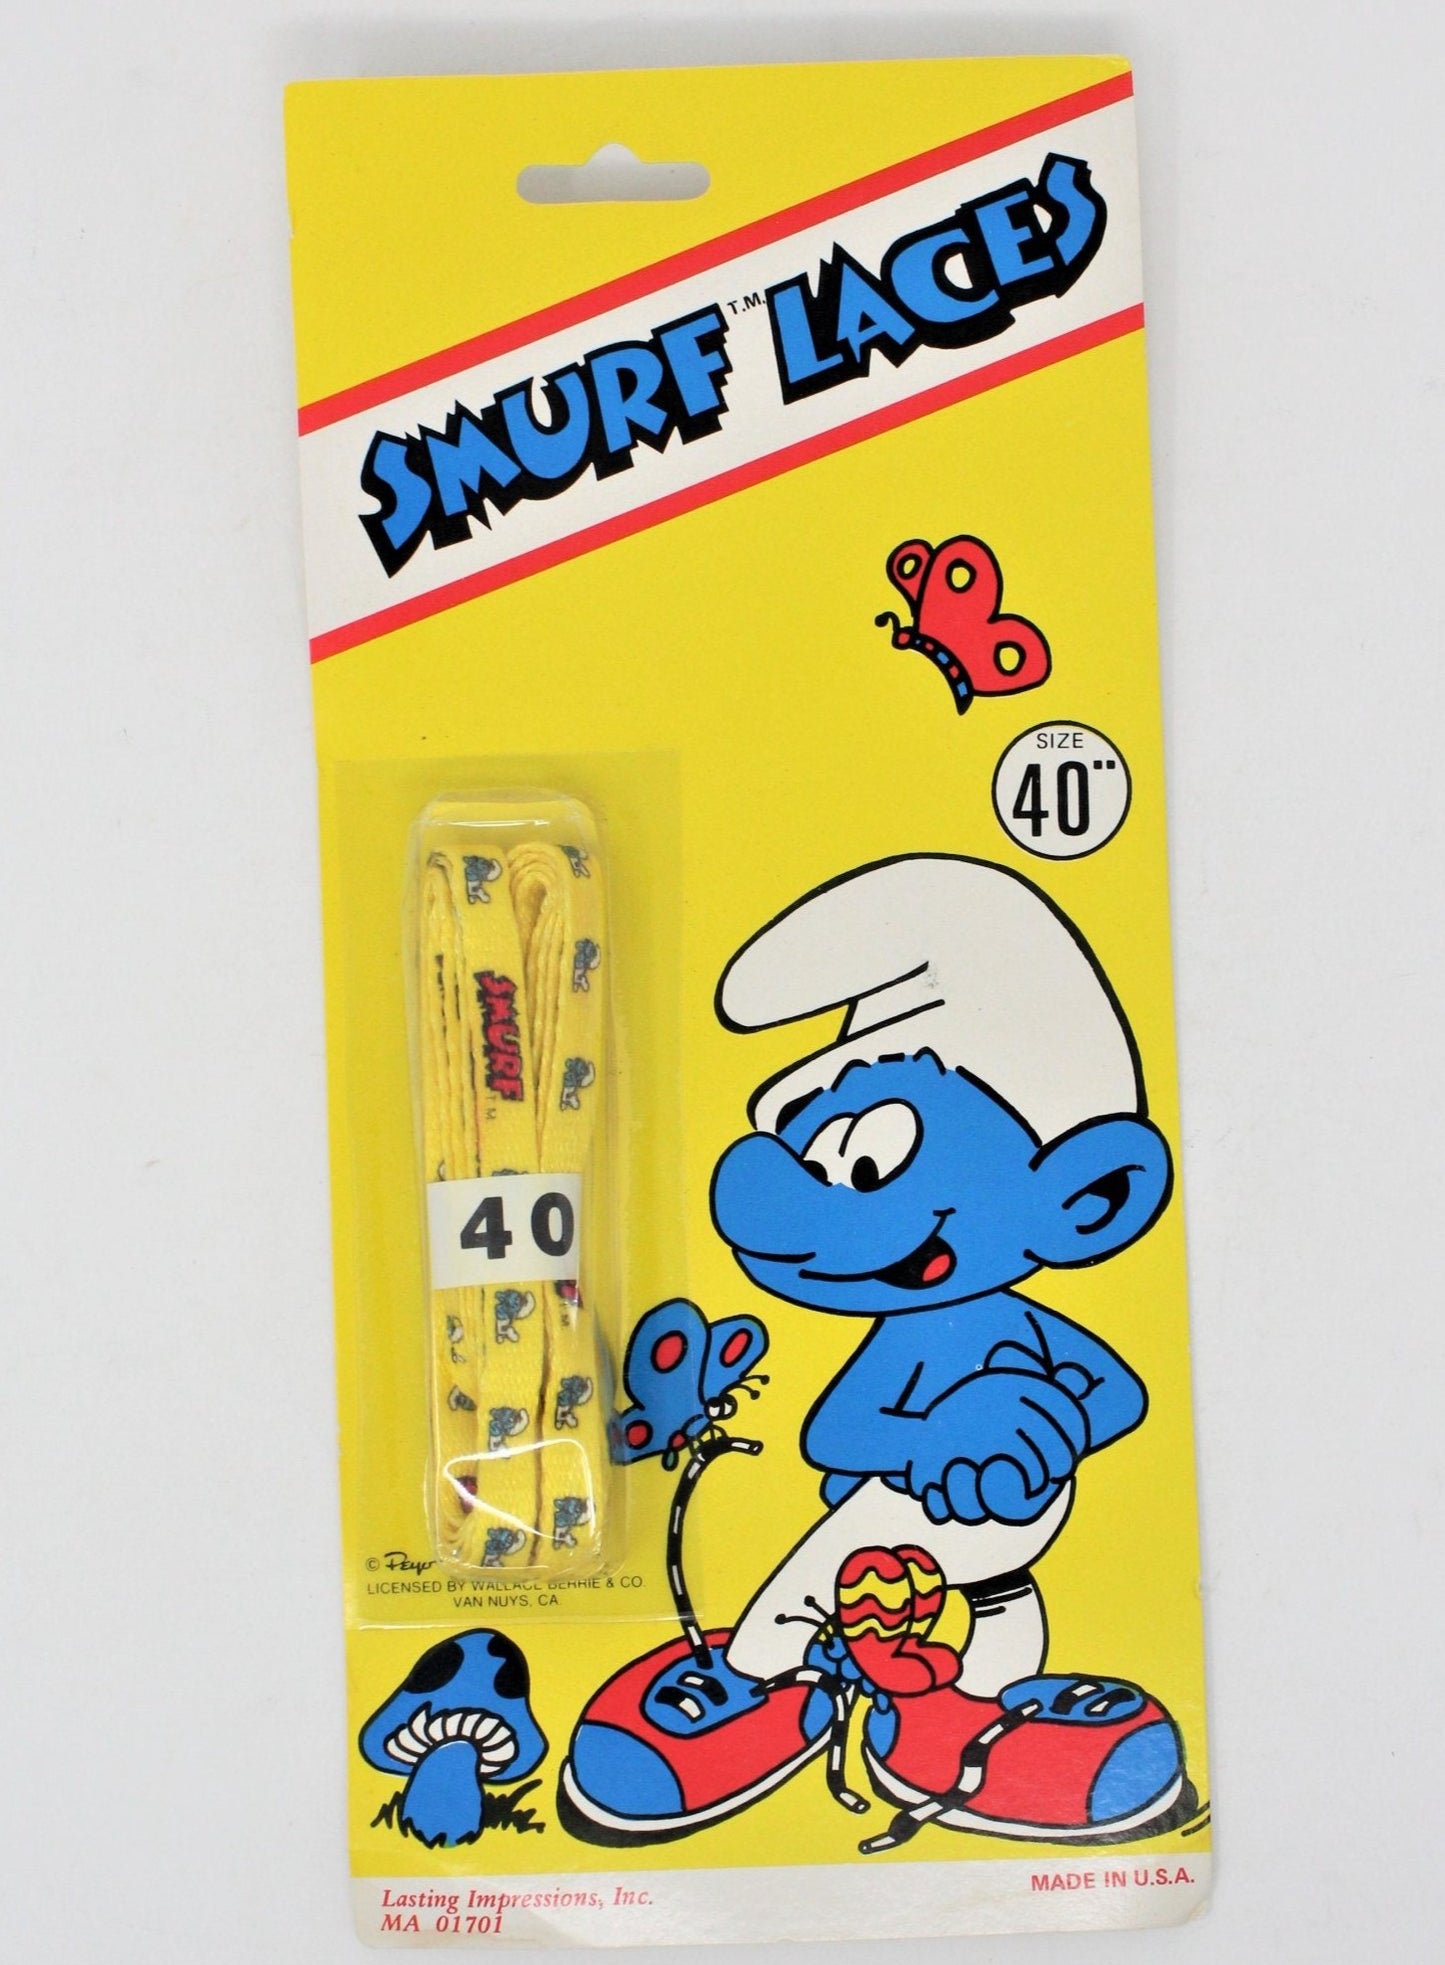 SMURF T.M. LACES
SIZE
40"
SMURF T.M.
40
© Peyo
LICENSED BY WALLACE BERRIE & CO.
VAN NUYS, CA.
Lasting Impressions, Inc.
MA 01701
MADE IN U.S.A.